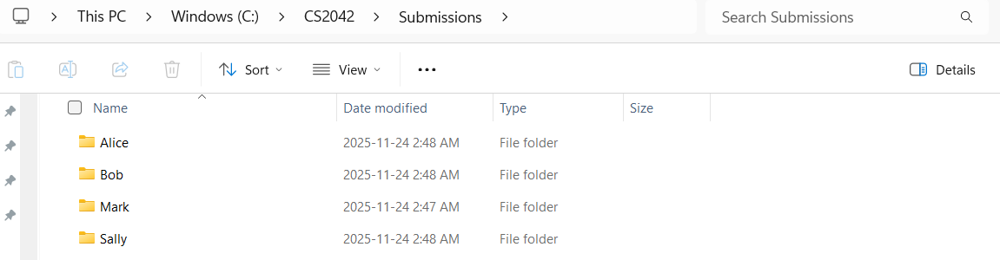 This PC > Windows (C:) > CS2042 > Submissions > Search Submissions
Sort View ... Details
Name Date modified Type Size
Alice 2025-11-24 2:48 AM File folder
Bob 2025-11-24 2:48 AM File folder
Mark 2025-11-24 2:47 AM File folder
Sally 2025-11-24 2:48 AM File folder